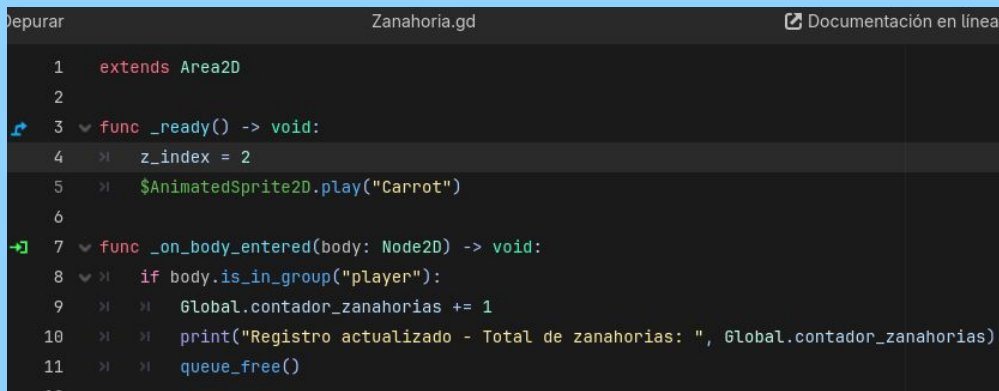 Depurar Zanahoria.gd Documentación en línea
1 extends Area2D
2
3 func _ready() -> void:
4 z_index = 2
5 $AnimatedSprite2D.play("Carrot")
6
7 func _on_body_entered(body: Node2D) -> void:
8 if body.is_in_group("player"):
9 Global.contador_zanahorias += 1
10 print("Registro actualizado - Total de zanahorias: ", Global.contador_zanahorias)
11 queue_free()